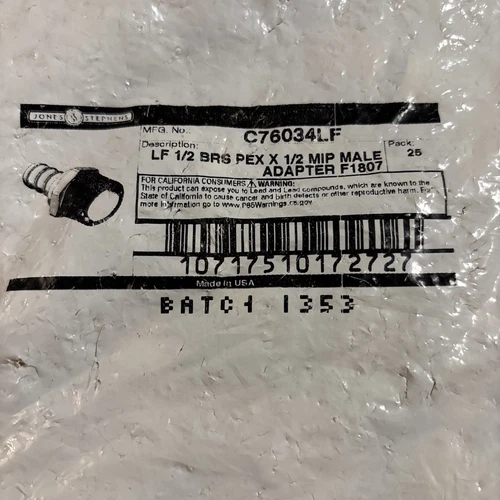 JONES STEPHENS
MFG. No.: C76034LF
Description: Pack:
LF 1/2 BRS PEX X 1/2 MIP MALE 25
ADAPTER F1807
FOR CALIFORNIA CONSUMERS WARNING:
This product can expose you to Lead and Lead compounds, which are known to the
State of California to cause cancer and birth defects or other reproductive harm. For
more information go to www.P65Warnings.ca.gov
10717510172727
Made in USA
BATCH 1353